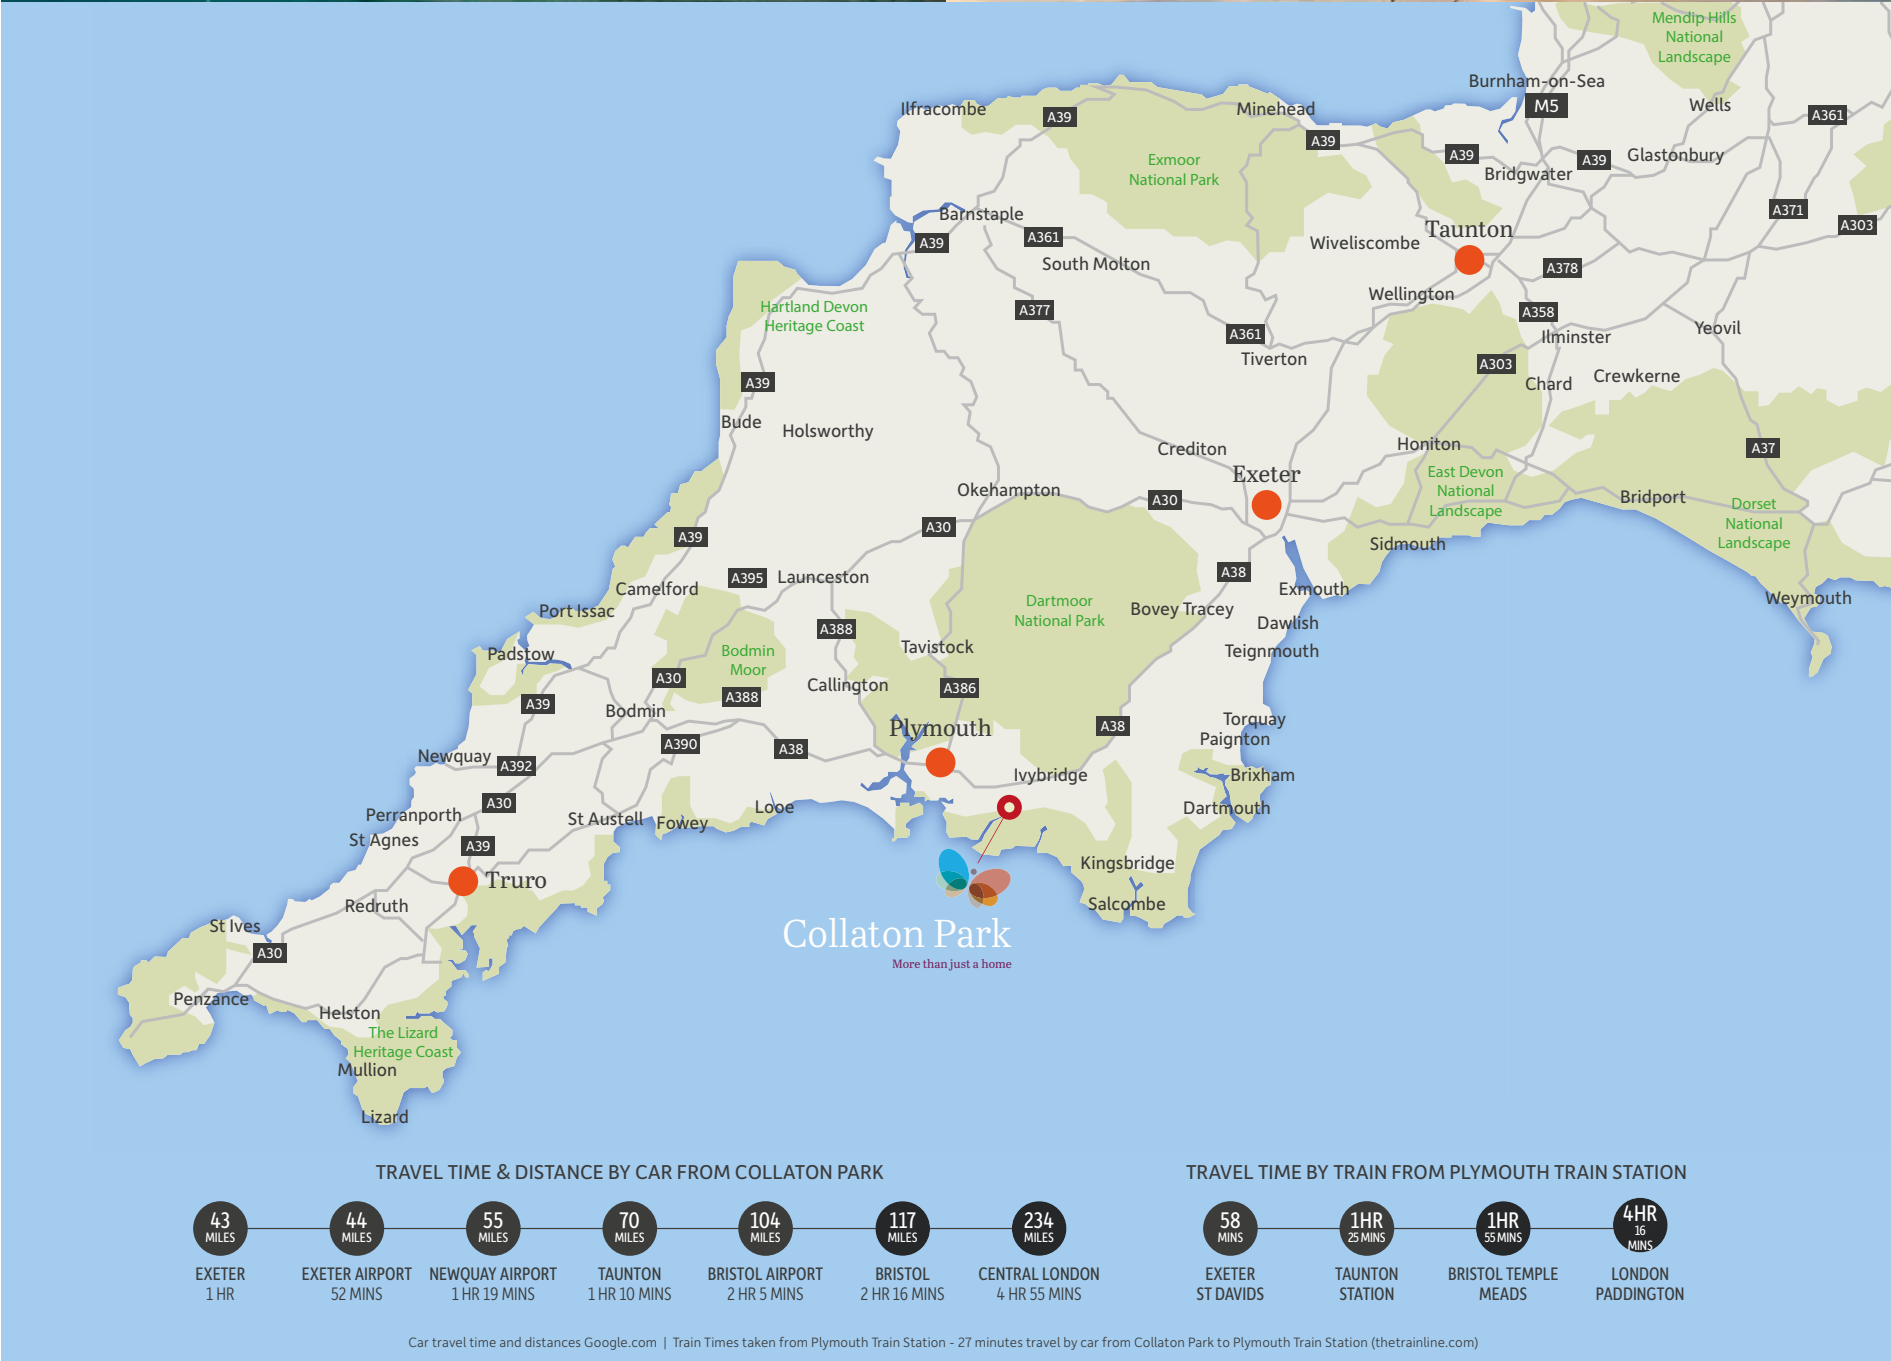 Mendip Hills
National
Landscape
Burnham-on-Sea
M5
Wells
A361
Ilfracombe
A39
Minehead
A39
A39
A39
Glastonbury
Exmoor
National Park
Bridgwater
Barnstaple
A39
A361
South Molton
Wiveliscombe
Taunton
A371
A303
A378
Wellington
Hartland Devon
Heritage Coast
A377
A361
Tiverton
A358
Ilminster
Yeovil
A303
Chard
Crewkerne
A39
Bude
Holsworthy
Crediton
Honiton
A37
Exeter
East Devon
National
Landscape
Okehampton
A30
A30
Bridport
Dorset
National
Landscape
A39
Sidmouth
Camelford
A395
Launceston
A38
Exmouth
Weymouth
Port Issac
Dartmoor
National Park
Bovey Tracey
Dawlish
A388
Tavistock
Teignmouth
Padstow
Bodmin
Moor
A30
A388
Callington
A386
A39
Bodmin
Plymouth
A38
Torquay
Paignton
Newquay
A392
A390
A38
Ivybridge
Brixham
A30
Perranporth
St Austell
Fowey
Looe
Dartmouth
St Agnes
A39
Kingsbridge
Truro
Redruth
Salcombe
St Ives
A30
Collaton Park
More than just a home
Penzance
Helston
The Lizard
Heritage Coast
Mullion
Lizard
TRAVEL TIME & DISTANCE BY CAR FROM COLLATON PARK
43
MILES
EXETER
1 HR
44
MILES
EXETER AIRPORT
52 MINS
55
MILES
NEWQUAY AIRPORT
1 HR 19 MINS
70
MILES
TAUNTON
1 HR 10 MINS
104
MILES
BRISTOL AIRPORT
2 HR 5 MINS
117
MILES
BRISTOL
2 HR 16 MINS
234
MILES
CENTRAL LONDON
4 HR 55 MINS
TRAVEL TIME BY TRAIN FROM PLYMOUTH TRAIN STATION
58
MINS
EXETER
ST DAVIDS
1HR
25 MINS
TAUNTON
STATION
1HR
55 MINS
BRISTOL TEMPLE
MEADS
4HR
16
MINS
LONDON
PADDINGTON
Car travel time and distances Google.com | Train Times taken from Plymouth Train Station - 27 minutes travel by car from Collaton Park to Plymouth Train Station (thetrainline.com)